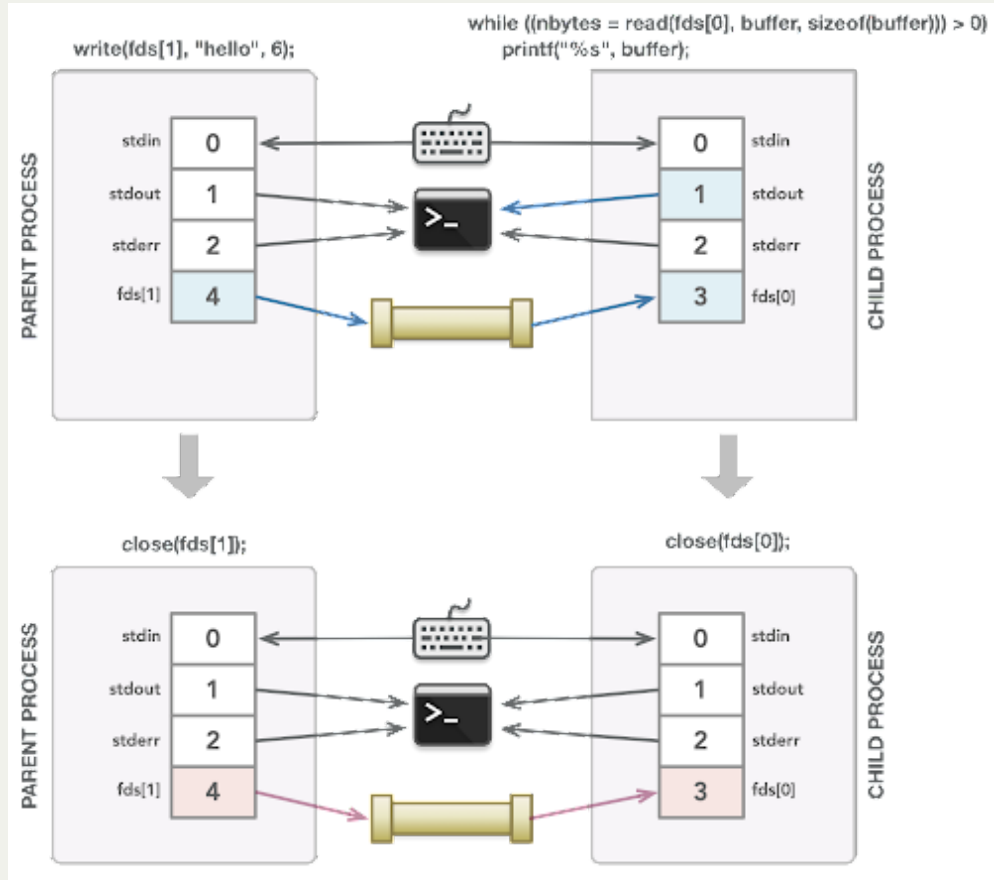 write(fds[1], "hello", 6);
while ((nbytes = read(fds[0], buffer, sizeof(buffer))) > 0)
printf("%s", buffer);
PARENT PROCESS
stdin 0
stdout 1
stderr 2
fds[1] 4
>_
0 stdin
1 stdout
2 stderr
3 fds[0]
CHILD PROCESS
close(fds[1]);
close(fds[0]);
PARENT PROCESS
stdin 0
stdout 1
stderr 2
fds[1] 4
>_
0 stdin
1 stdout
2 stderr
3 fds[0]
CHILD PROCESS